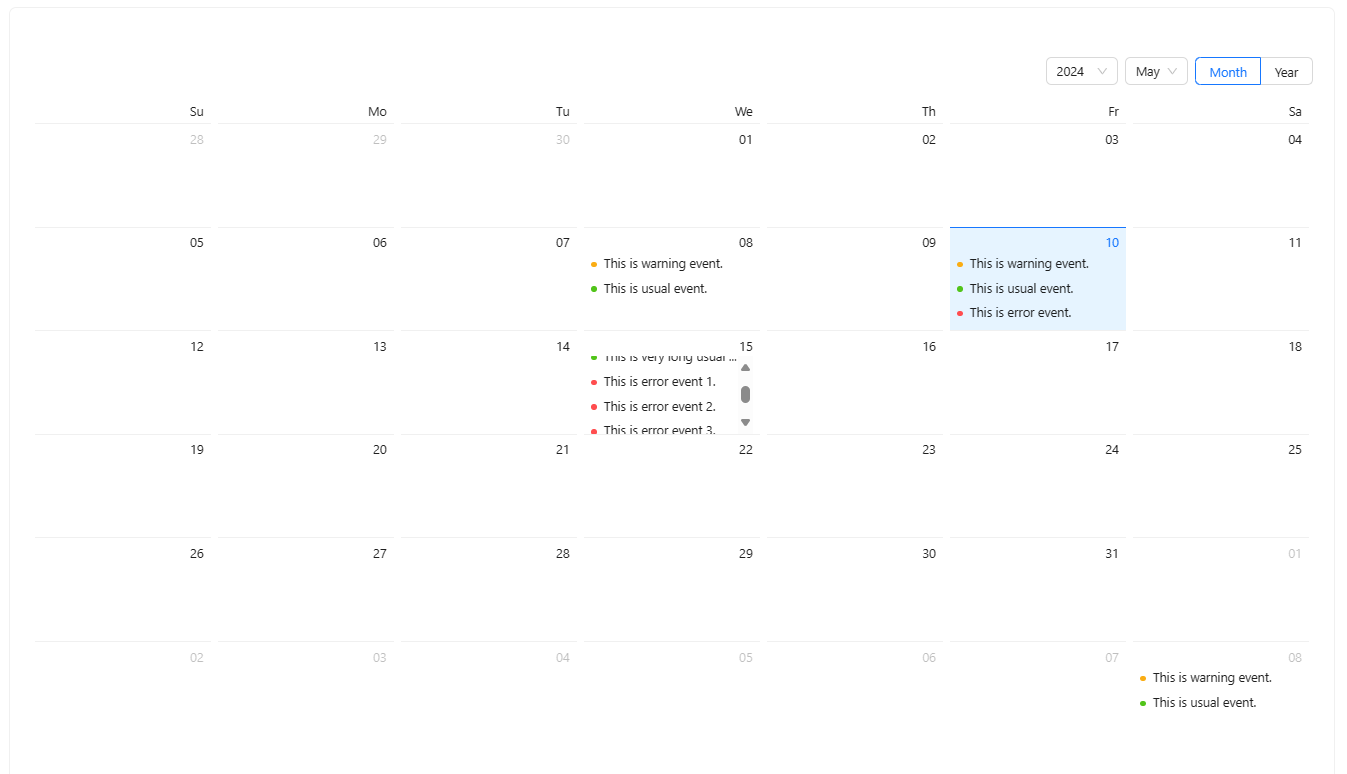 2024 May Month Year
Su Mo Tu We Th Fr Sa
28 29 30 01 02 03 04
05 06 07 08 09 10 11
This is warning event. This is warning event.
This is usual event. This is usual event.
This is error event.
12 13 14 15 16 17 18
This is very long usual ...
This is error event 1.
This is error event 2.
This is error event 3.
19 20 21 22 23 24 25
26 27 28 29 30 31 01
02 03 04 05 06 07 08
This is warning event.
This is usual event.